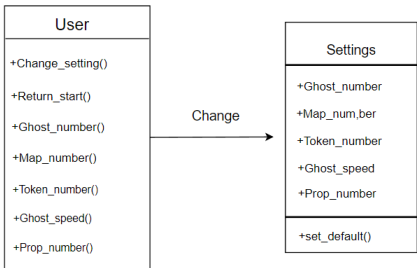 User
+Change_setting()
+Return_start()
+Ghost_number()
+Map_number()
+Token_number()
+Ghost_speed()
+Prop_number()
Change
Settings
+Ghost_number
+Map_num,ber
+Token_number
+Ghost_speed
+Prop_number
+set_default()